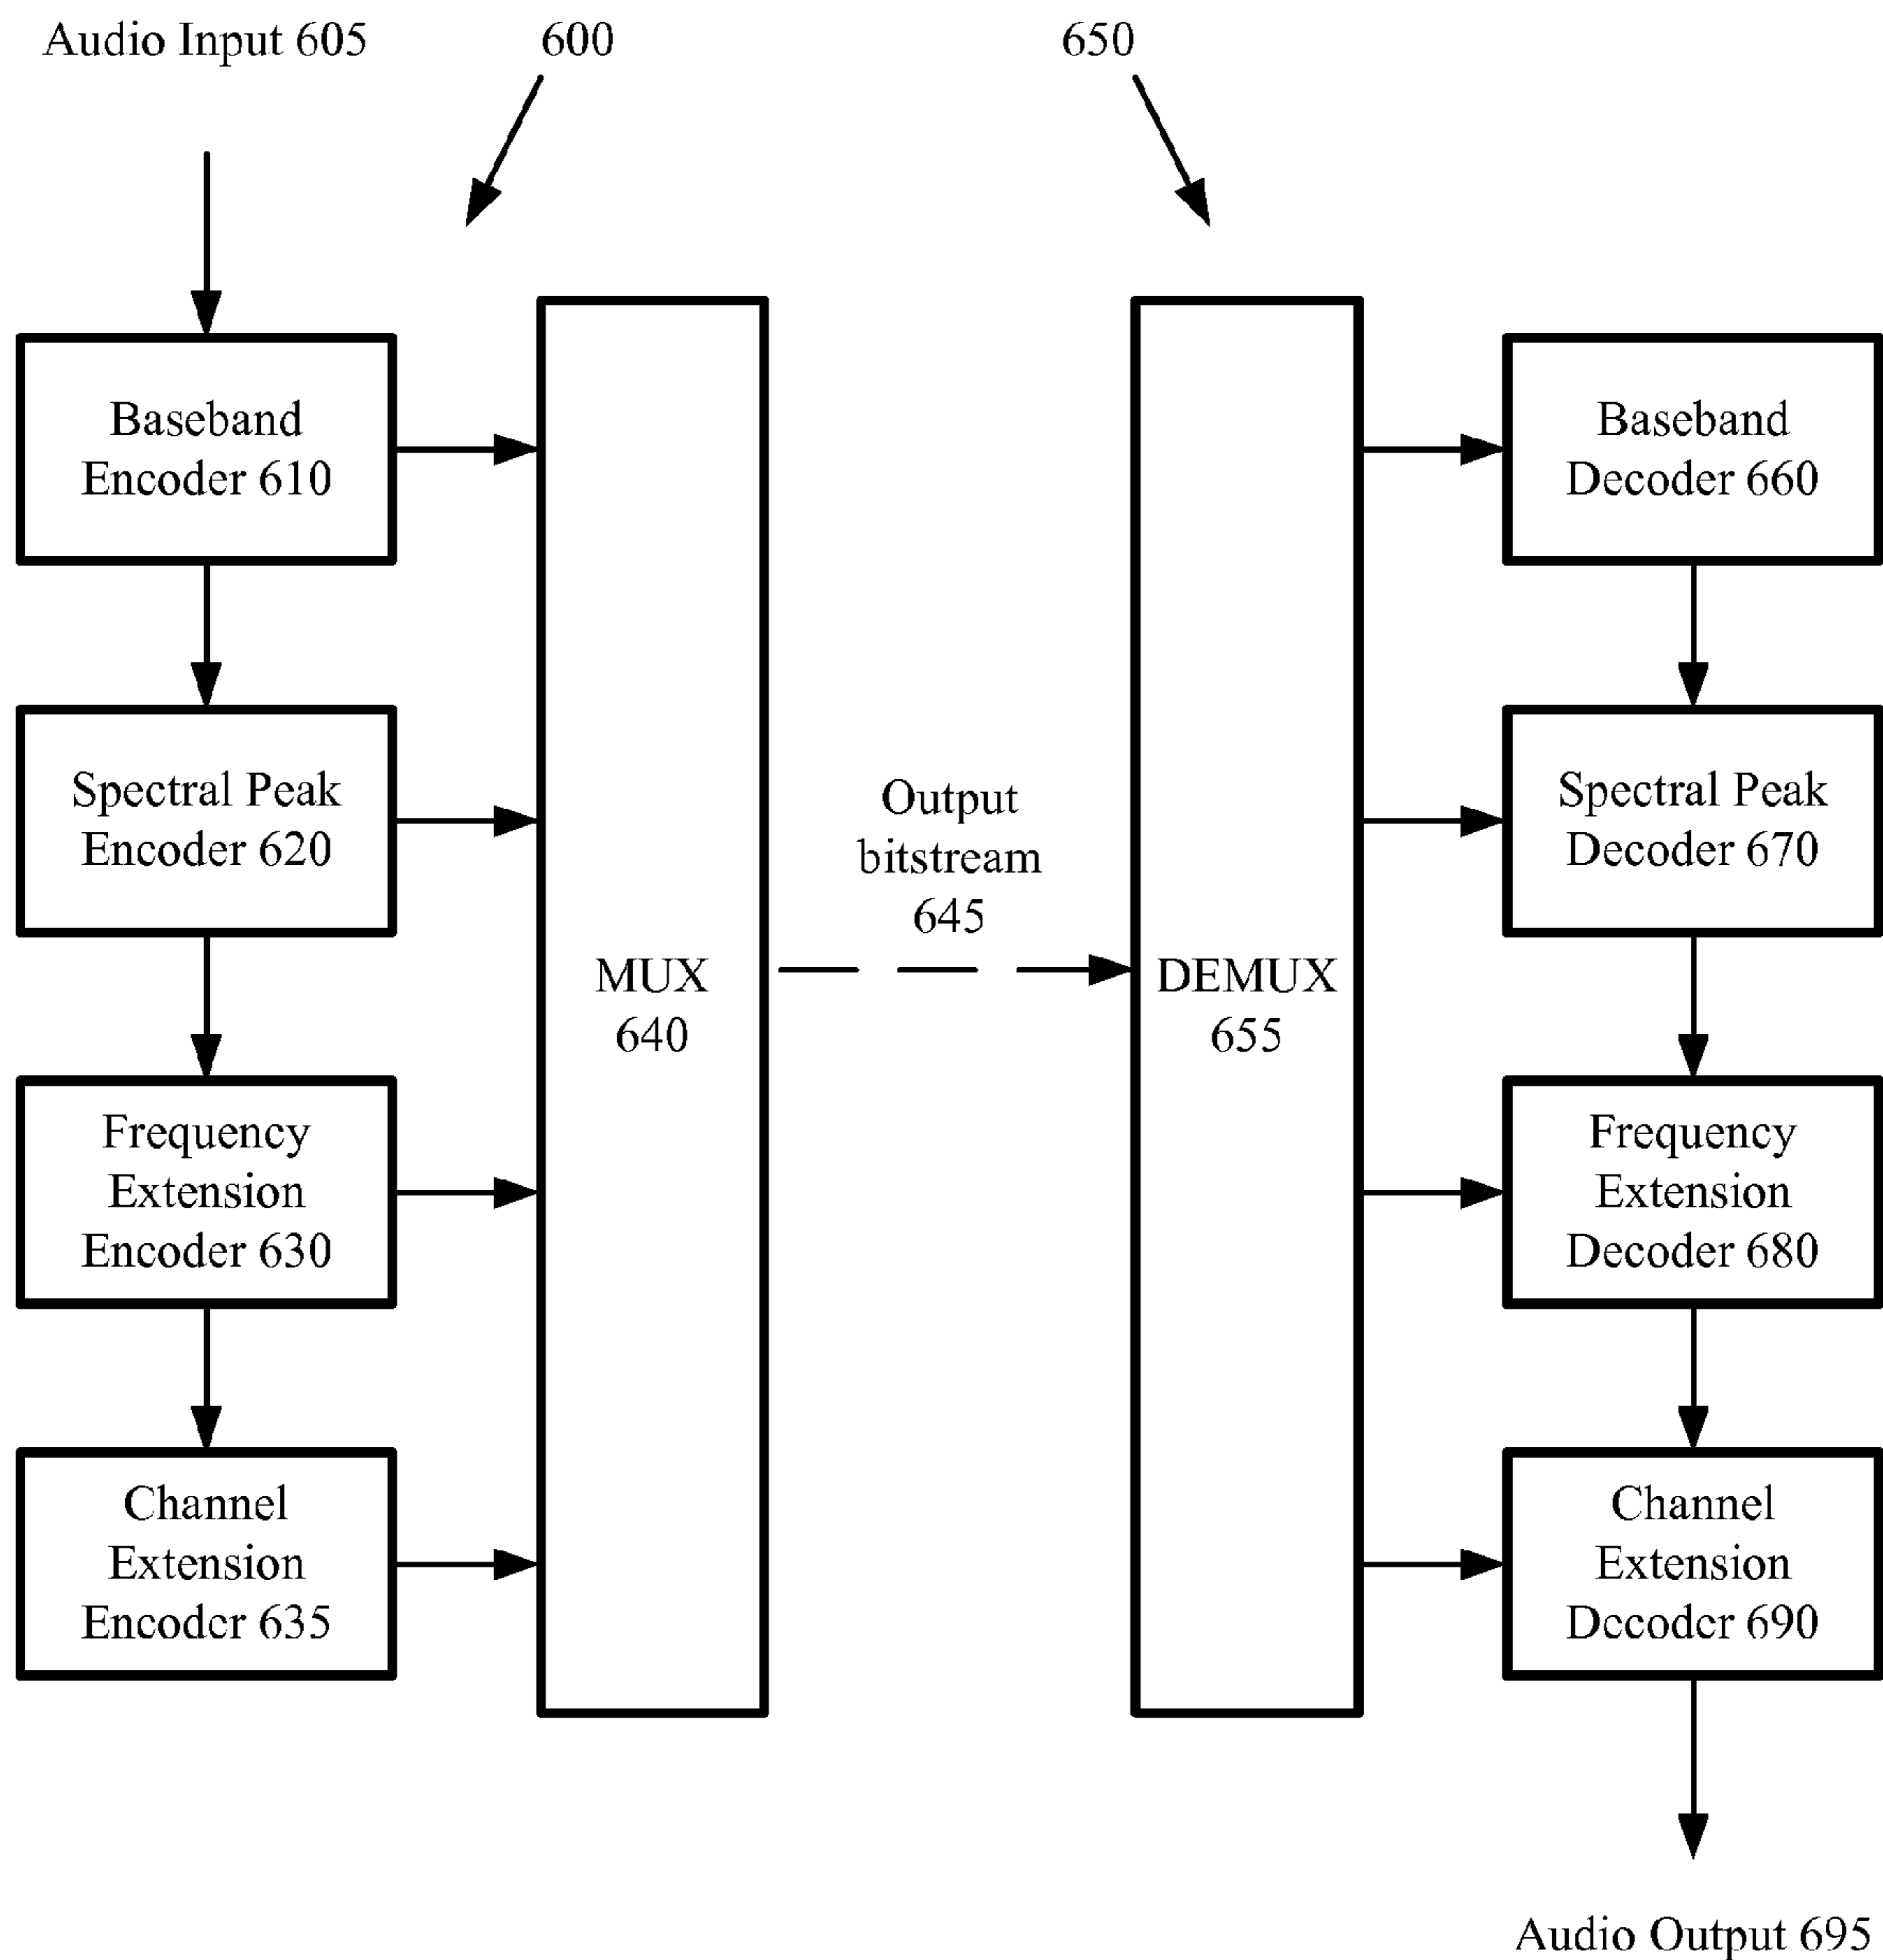 Audio Input 605
600
650
Baseband
Encoder 610
Spectral Peak
Encoder 620
Frequency
Extension
Encoder 630
Channel
Extension
Encoder 635
MUX
640
Output
bitstream
645
DEMUX
655
Baseband
Decoder 660
Spectral Peak
Decoder 670
Frequency
Extension
Decoder 680
Channel
Extension
Decoder 690
Audio Output 695